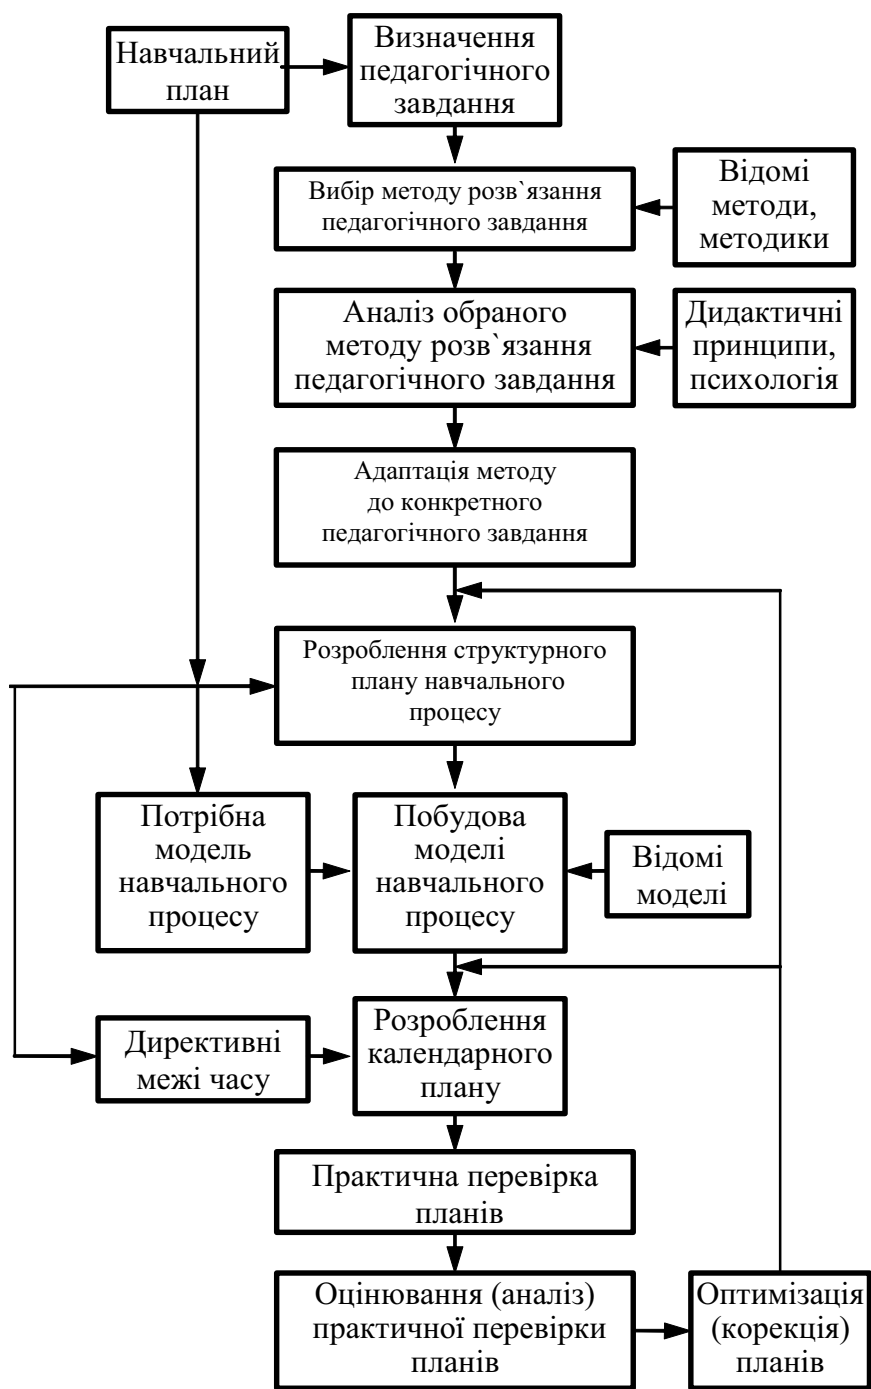 Навчальний
план
Визначення
педагогічного
завдання
Вибір методу розв`язання
педагогічного завдання
Відомі
методи,
методики
Аналіз обраного
методу розв`язання
педагогічного завдання
Дидактичні
принципи,
психологія
Адаптація методу
до конкретного
педагогічного завдання
Розроблення структурного
плану навчального
процесу
Потрібна
модель
навчального
процесу
Побудова
моделі
навчального
процесу
Відомі
моделі
Директивні
межі часу
Розроблення
календарного
плану
Практична перевірка
планів
Оцінювання (аналіз)
практичної перевірки
планів
Оптимізація
(корекція)
планів